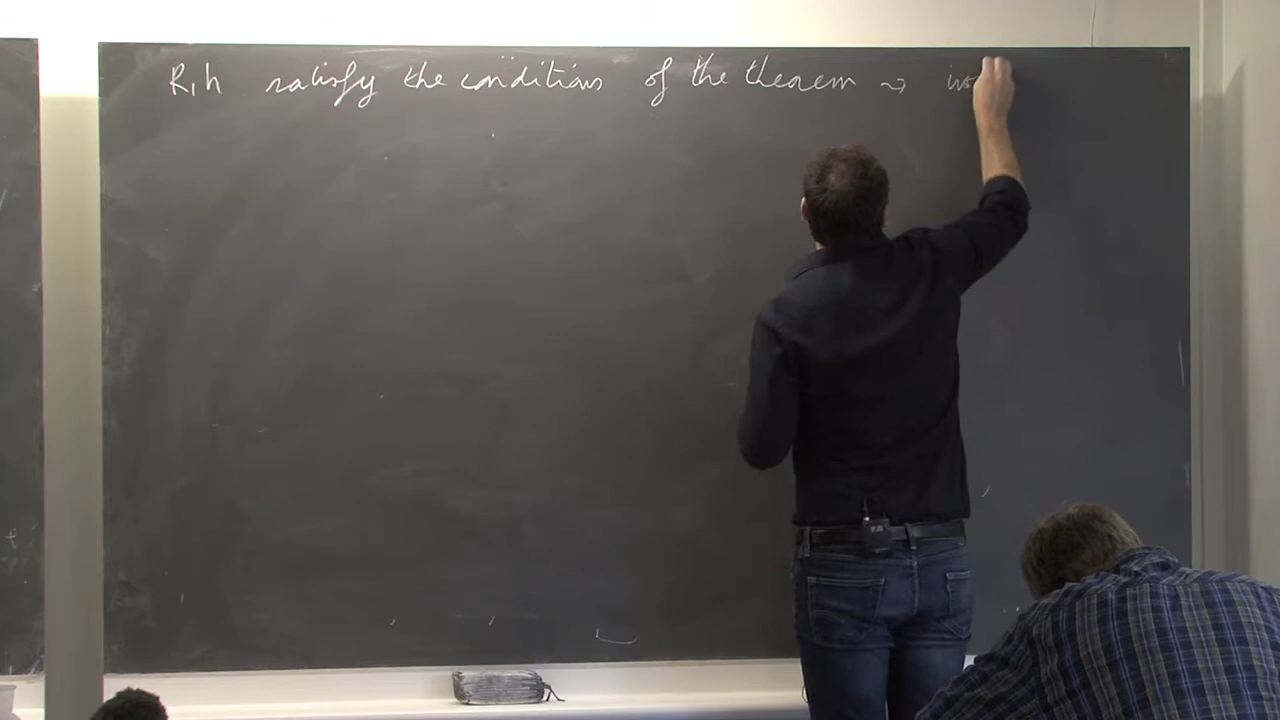 R, h satisfy the conditions of the theorem ⇝